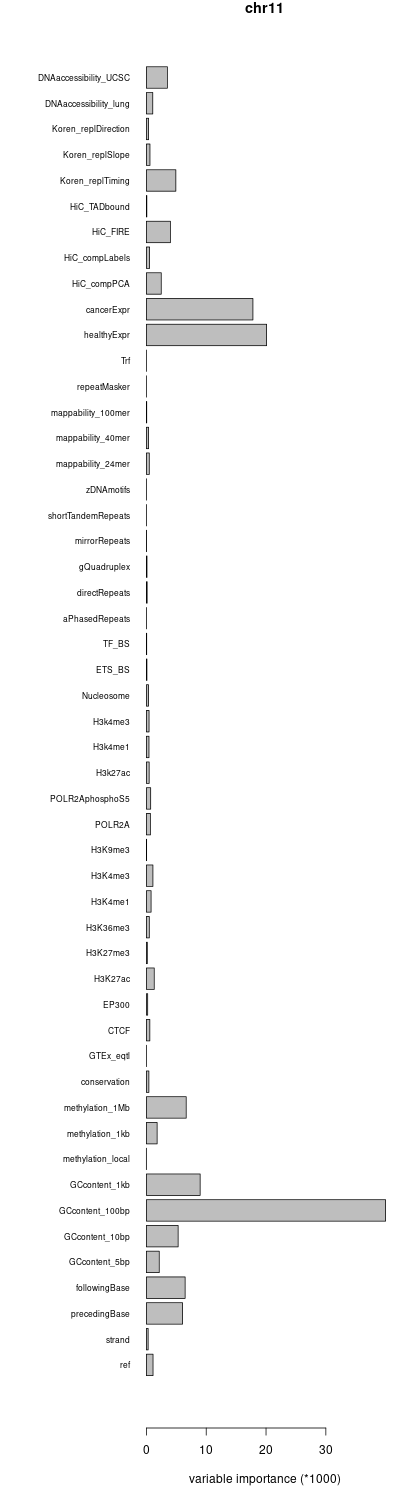 chr11
DNAaccessibility_UCSC
DNAaccessibility_lung
Koren_replDirection
Koren_replSlope
Koren_replTiming
HiC_TADbound
HiC_FIRE
HiC_compLabels
HiC_compPCA
cancerExpr
healthyExpr
Trf
repeatMasker
mappability_100mer
mappability_40mer
mappability_24mer
zDNAmotifs
shortTandemRepeats
mirrorRepeats
gQuadruplex
directRepeats
aPhasedRepeats
TF_BS
ETS_BS
Nucleosome
H3k4me3
H3k4me1
H3k27ac
POLR2AphosphoS5
POLR2A
H3K9me3
H3K4me3
H3K4me1
H3K36me3
H3K27me3
H3K27ac
EP300
CTCF
GTEx_eqtl
conservation
methylation_1Mb
methylation_1kb
methylation_local
GCcontent_1kb
GCcontent_100bp
GCcontent_10bp
GCcontent_5bp
followingBase
precedingBase
strand
ref
0 10 20 30
variable importance (*1000)